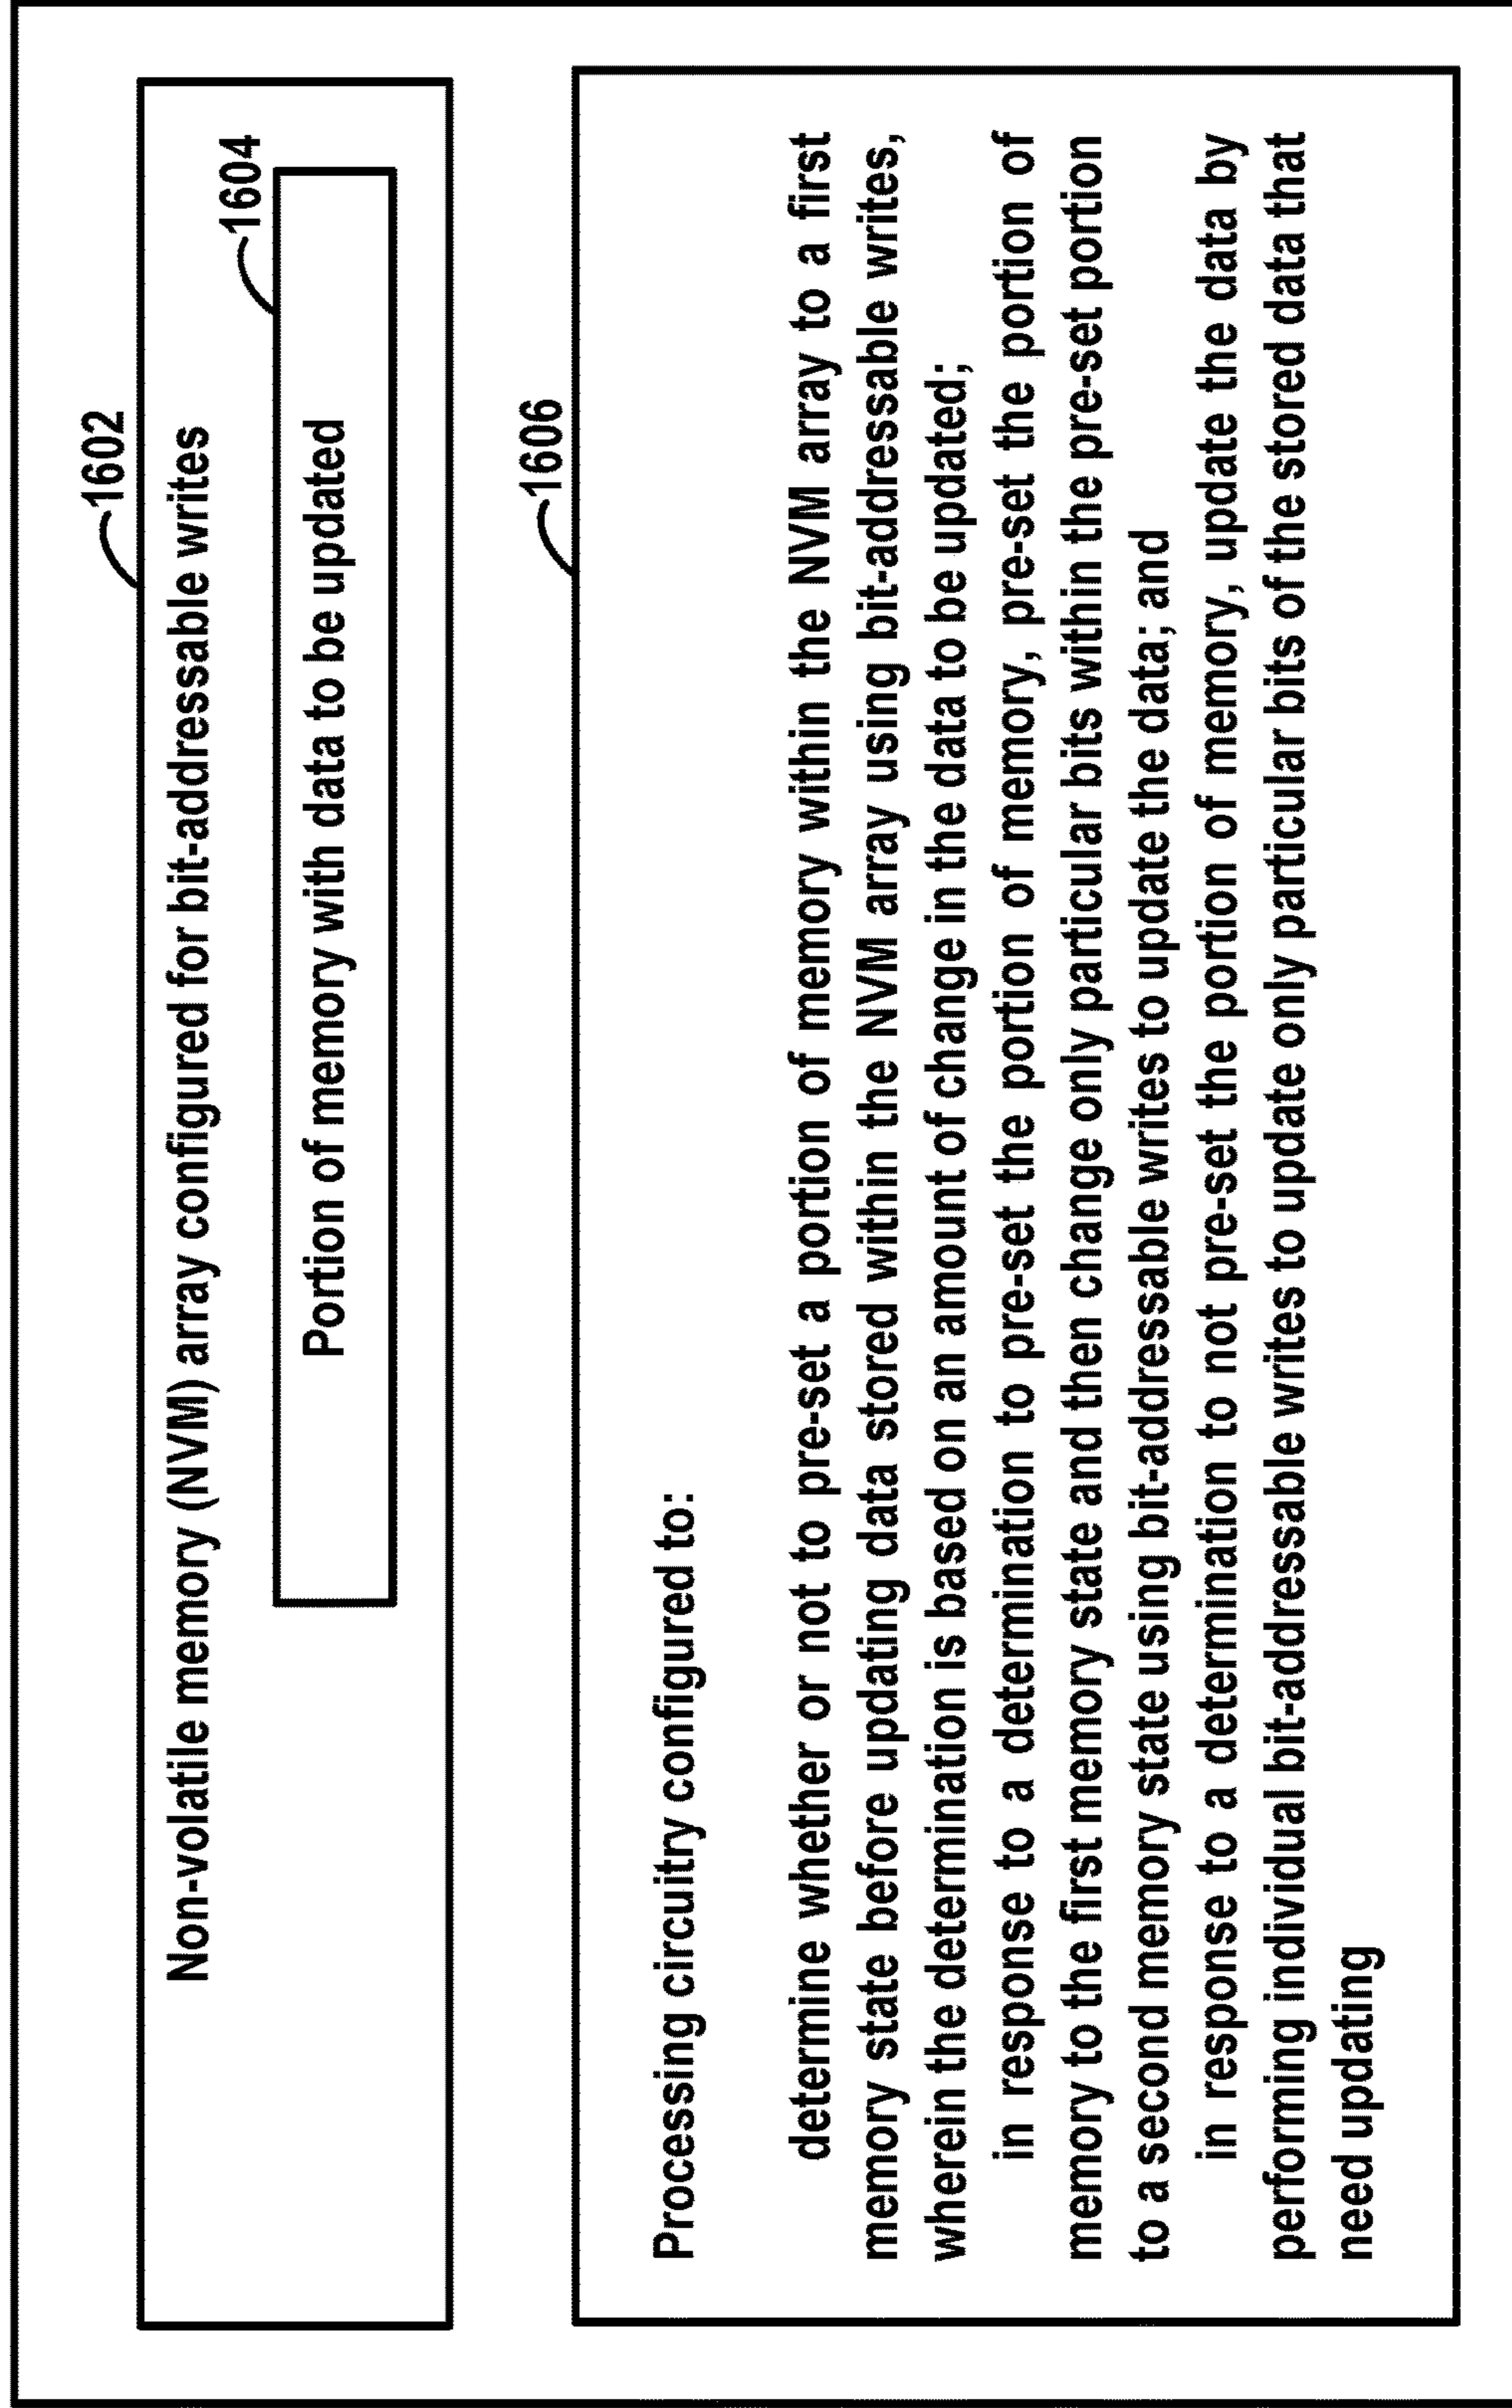 1602
Non-volatile memory (NVM) array configured for bit-addressable writes
1604
Portion of memory with data to be updated
1606
Processing circuitry configured to:
determine whether or not to pre-set a portion of memory within the NVM array to a first
memory state before updating data stored within the NVM array using bit-addressable writes,
wherein the determination is based on an amount of change in the data to be updated;
in response to a determination to pre-set the portion of memory, pre-set the portion of
memory to the first memory state and then change only particular bits within the pre-set portion
to a second memory state using bit-addressable writes to update the data; and
in response to a determination to not pre-set the portion of memory, update the data by
performing individual bit-addressable writes to update only particular bits of the stored data that
need updating